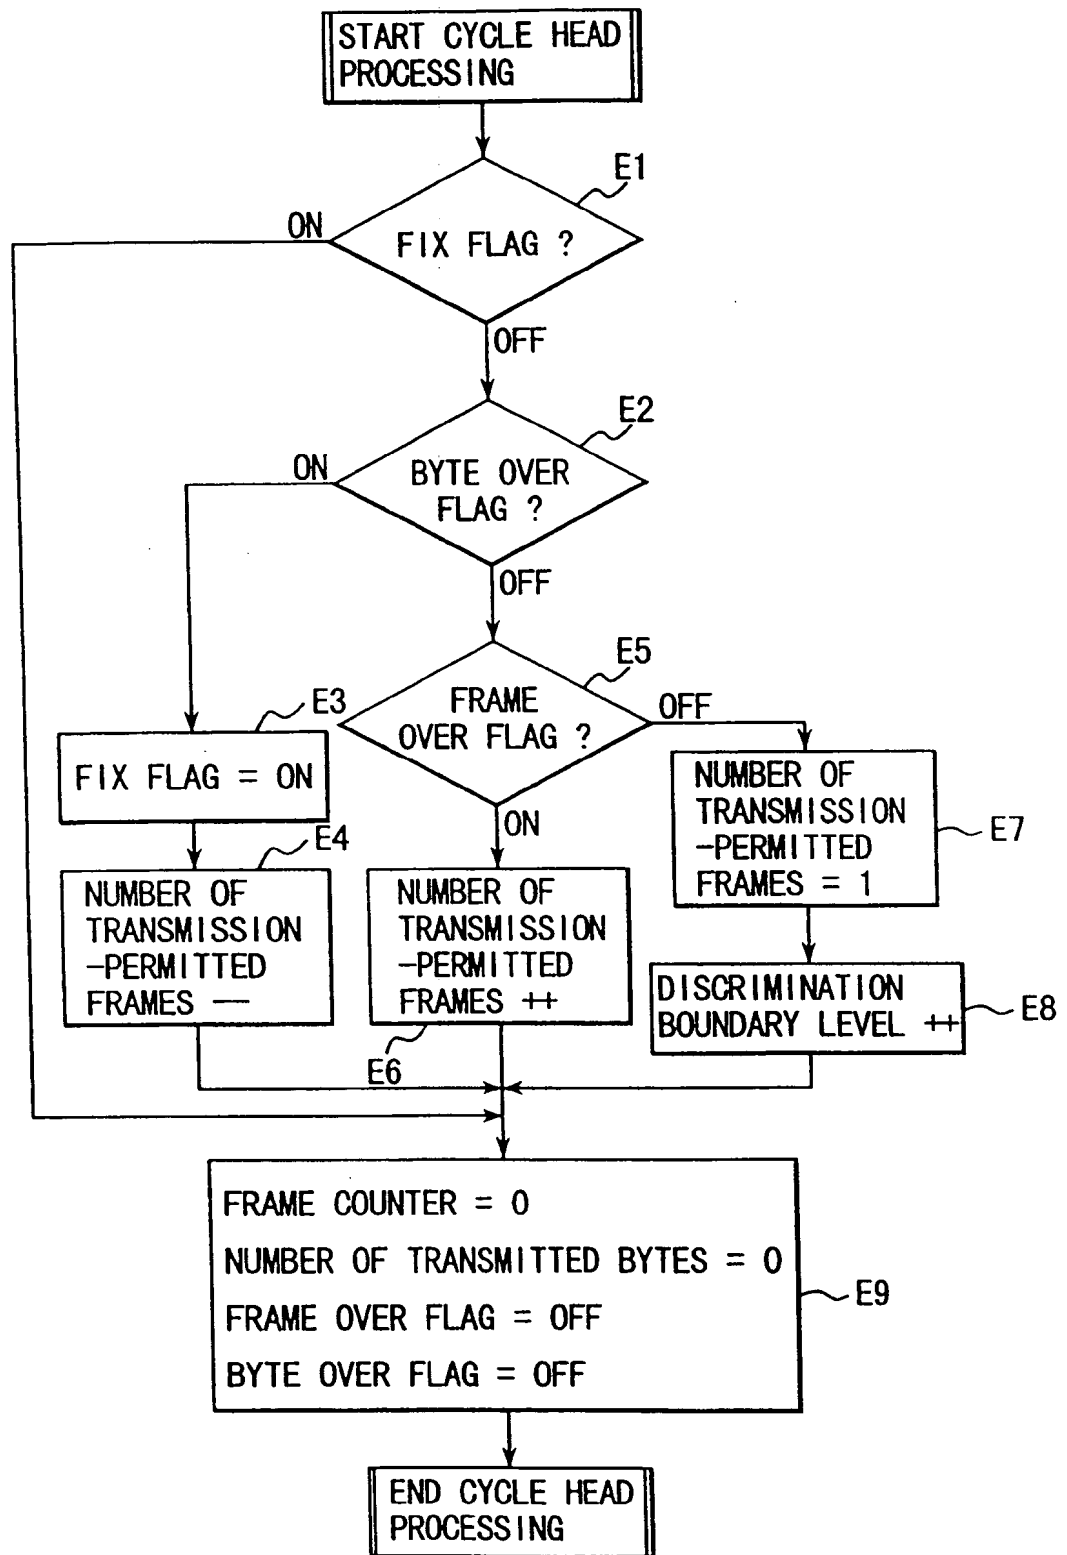 START CYCLE HEAD
PROCESSING
E1
ON
FIX FLAG ?
OFF
E2
ON
BYTE OVER
FLAG ?
OFF
E5
FRAME
OVER FLAG ?
OFF
E3
FIX FLAG = ON
ON
NUMBER OF
TRANSMISSION
-PERMITTED
FRAMES = 1
E7
E4
NUMBER OF
TRANSMISSION
-PERMITTED
FRAMES --
NUMBER OF
TRANSMISSION
-PERMITTED
FRAMES ++
E6
DISCRIMINATION
BOUNDARY LEVEL ++
E8
FRAME COUNTER = 0
NUMBER OF TRANSMITTED BYTES = 0
FRAME OVER FLAG = OFF
BYTE OVER FLAG = OFF
E9
END CYCLE HEAD
PROCESSING